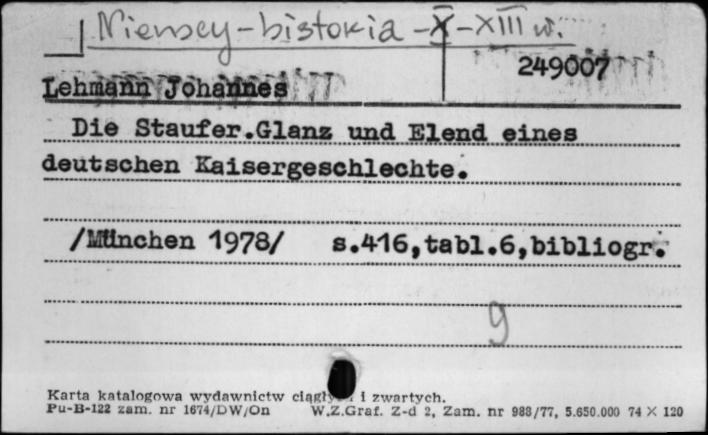 Niemcy - historia - X - XIII w.
249007
Lehmann Johannes
Die Staufer.Glanz und Elend eines
deutschen Kaisergeschlechte.
/München 1978/ s.416,tabl.6,bibliogr.
9
Karta katalogowa wydawnictw ciągłych i zwartych.
Pu-B-122 zam. nr 1674/DW/On W.Z.Graf. Z-d 2, Zam. nr 988/77, 5.650.000 74 X 120